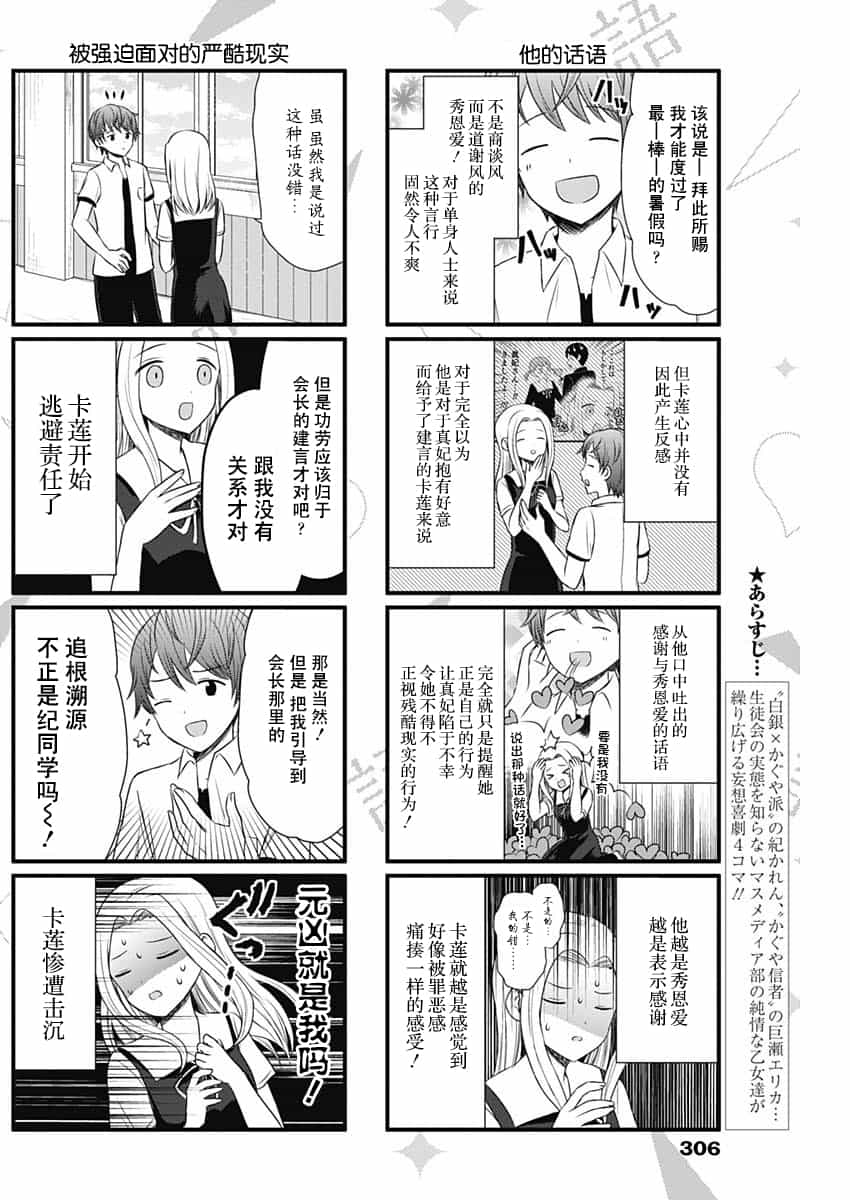 他的话语
该说是—拜此所赐
我才能度过了
最—棒—的暑假吗？
不是商谈风
而是道谢风的
秀恩爱！
对于单身人士来说
这种言行
固然令人不爽
但卡莲心中并没有
因此产生反感
对于完全以为
他是对于真妃抱有好意
而给予了建言的卡莲来说
从他口中吐出的
感谢与秀恩爱的话语
要是我没有
说出那种话就好了…
完全就只是提醒她
正是自己的行为
让真妃陷于不幸
令她不得不
正视残酷现实的行为！
他越是秀恩爱
越是表示感谢
不是的…
不是…
我的错…
卡莲就越是感觉到
好像被罪恶感
痛揍一样的感受！
被强迫面对的严酷现实
虽 虽然我是说过
这种话没错…
但是功劳应该归于
会长的建言才对吧？
跟我没有
关系才对
卡莲开始
逃避责任了
那是当然！
但是 把我引导到
会长那里的
追根溯源
不正是纪同学吗～！
元凶就是我吗！
卡莲惨遭击沉
★あらすじ…
〝白銀×かぐや派〟の紀かれん、〝かぐや信者〟の巨瀬エリカ…
生徒会の実態を知らないマスメディア部の純情な乙女達が
繰り広げる妄想喜劇４コマ!!
306
語